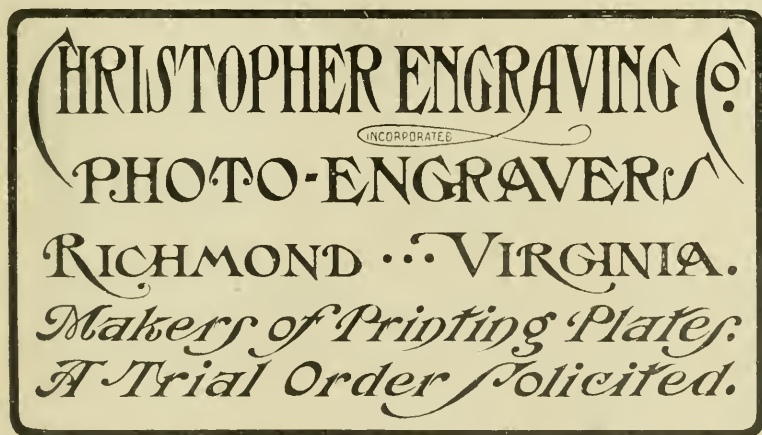 CHRISTOPHER ENGRAVING Co.
INCORPORATED
PHOTO-ENGRAVERS
RICHMOND ... VIRGINIA.
Makers of Printing Plates.
A Trial Order Solicited.